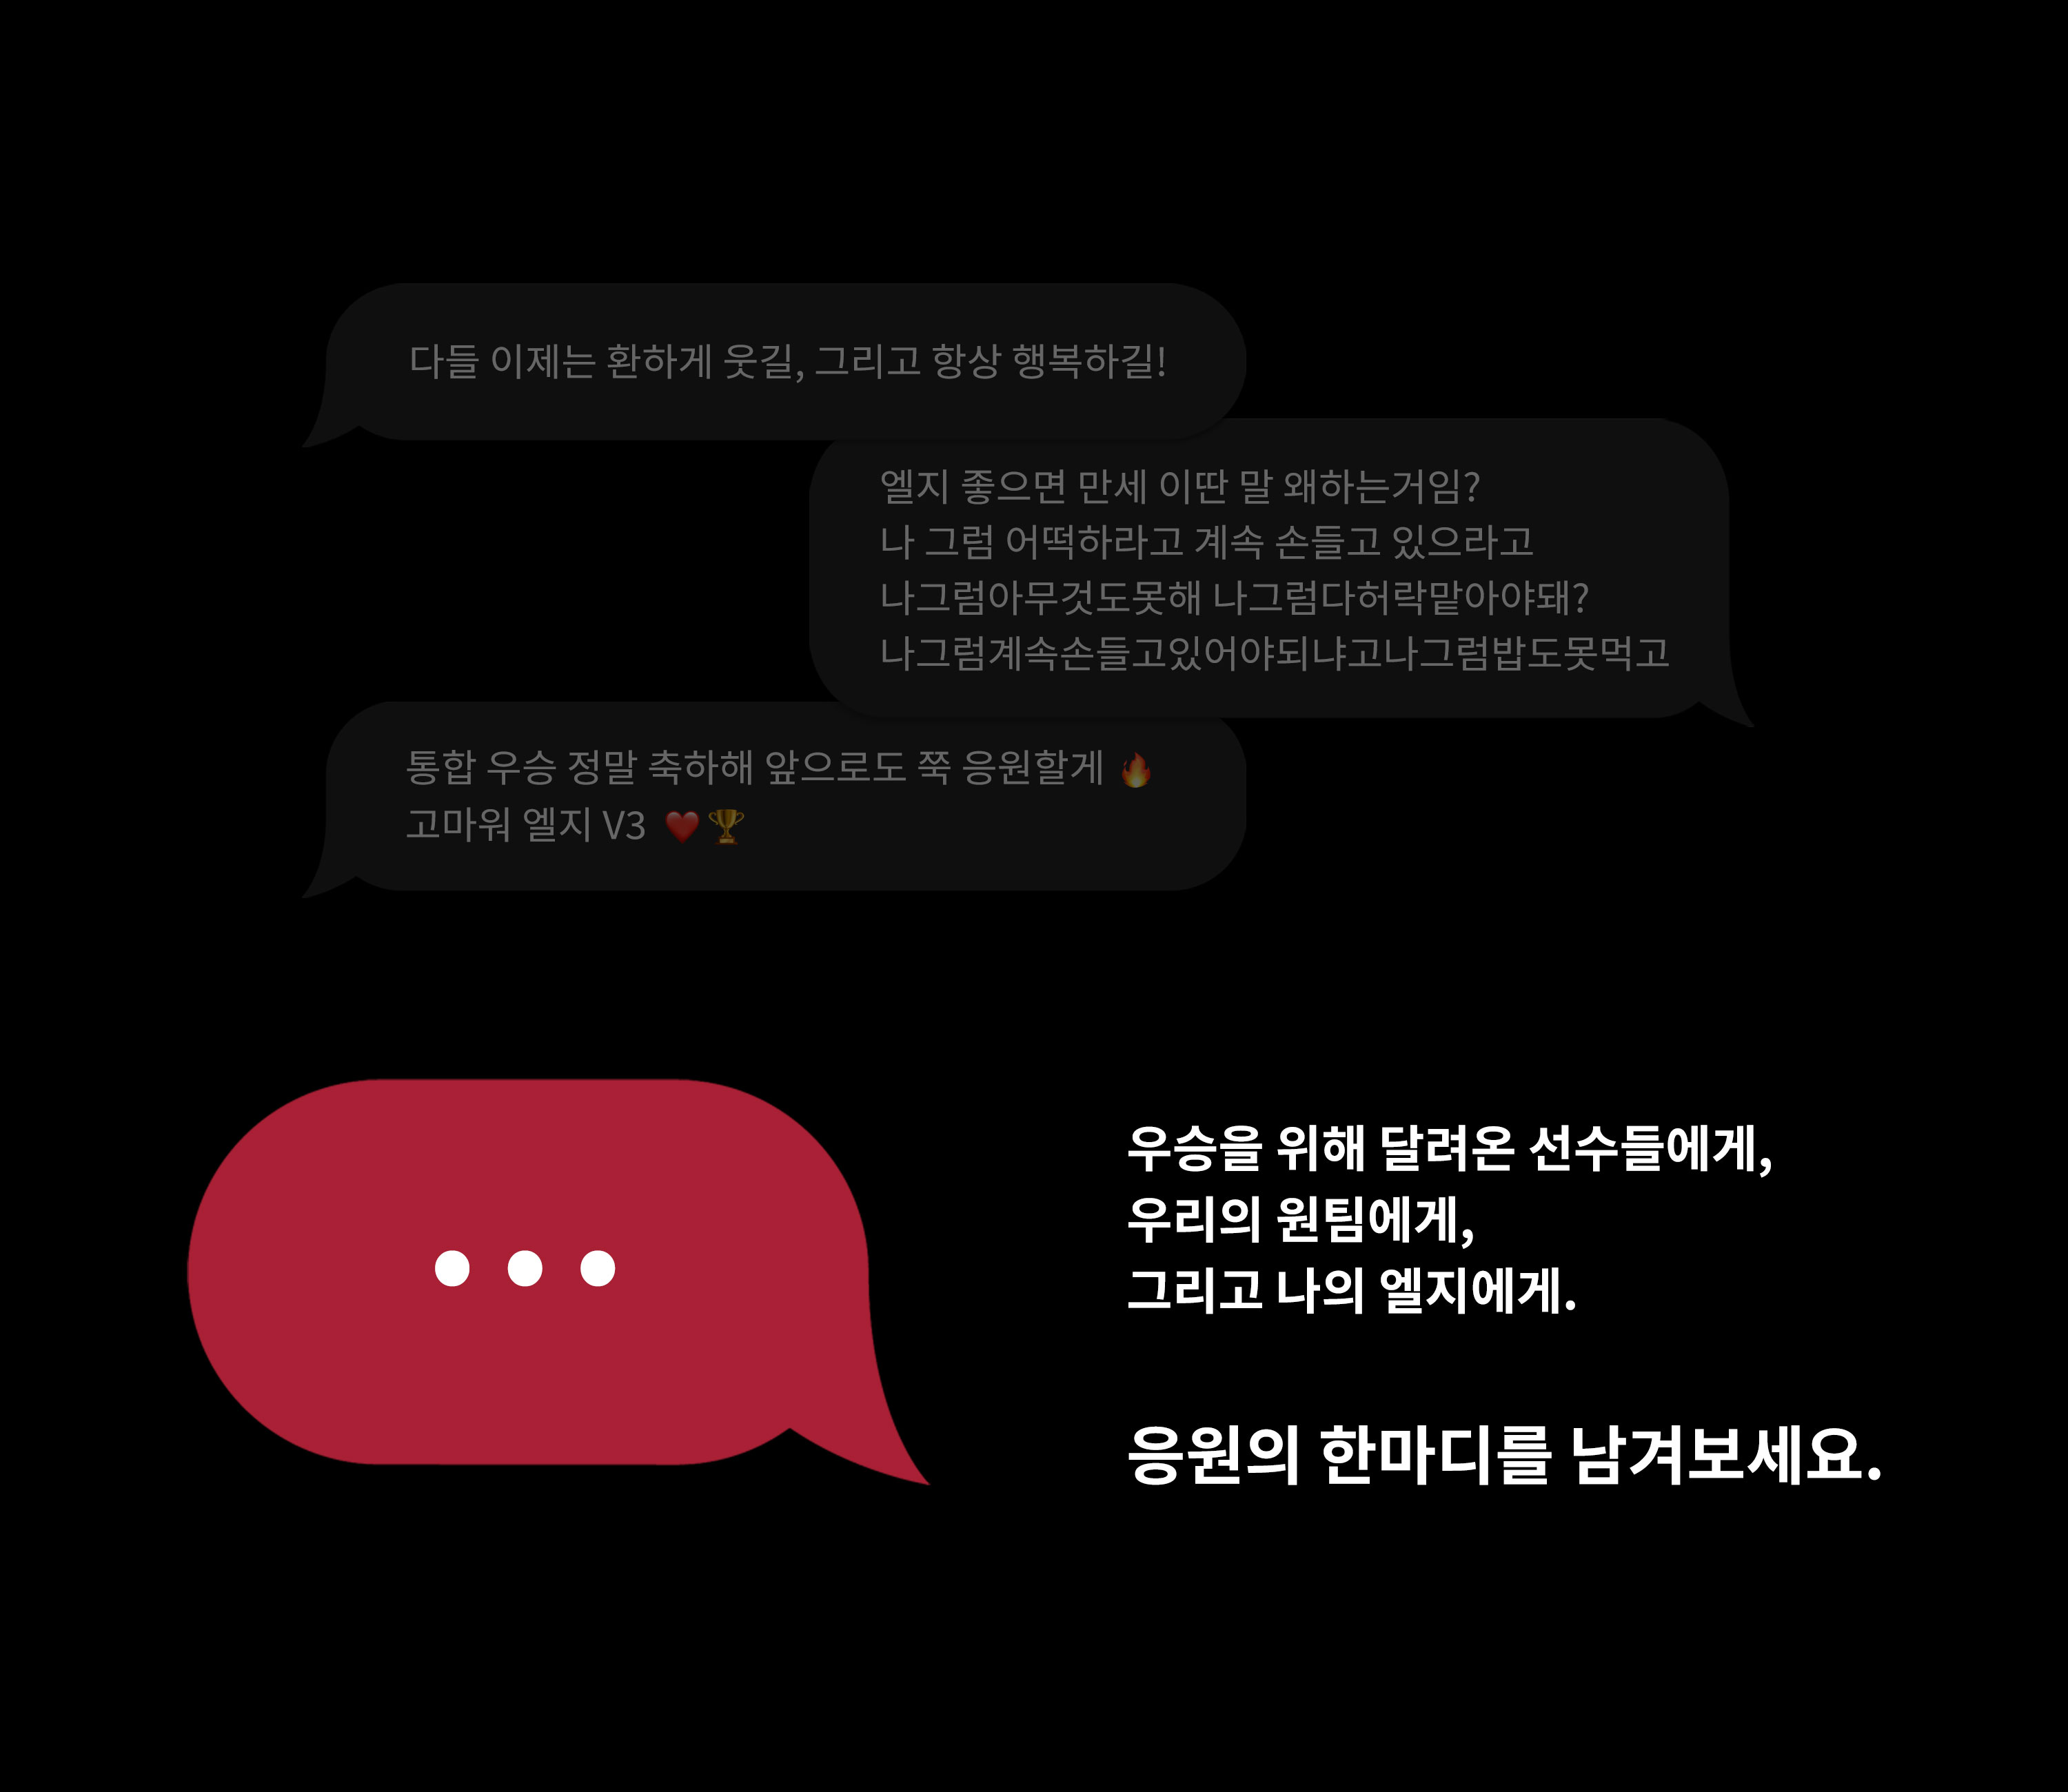 다들 이제는 환하게 웃길, 그리고 항상 행복하길!
엘지 좋으면 만세 이딴 말 왜하는거임?
나 그럼 어떡하라고 계속 손들고 있으라고
나그럼아무것도못해 나그럼다허락맡아야돼?
나그럼계속손들고있어야되냐고나그럼밥도못먹고
통합 우승 정말 축하해 앞으로도 쭉 응원할게 🔥
고마워 엘지 V3 ❤️🏆
우승을 위해 달려온 선수들에게,
우리의 원팀에게,
그리고 나의 엘지에게.
응원의 한마디를 남겨보세요.